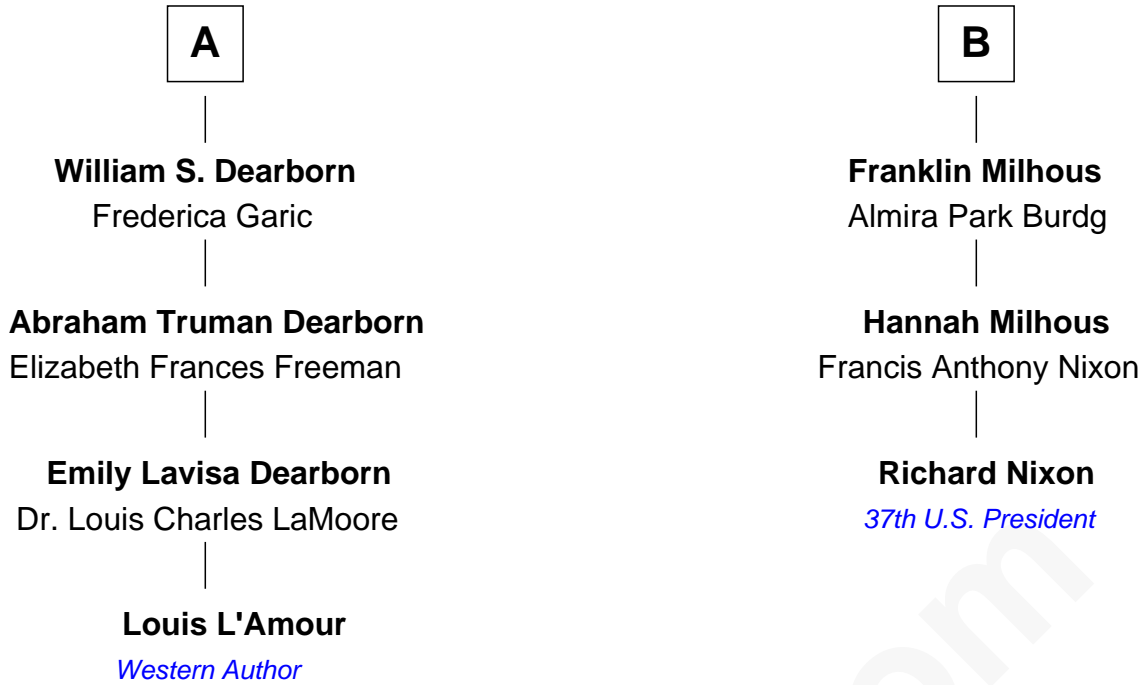 A
William S. Dearborn
Frederica Garic
Abraham Truman Dearborn
Elizabeth Frances Freeman
Emily Lavisa Dearborn
Dr. Louis Charles LaMoore
Louis L'Amour
Western Author
B
Franklin Milhous
Almira Park Burdg
Hannah Milhous
Francis Anthony Nixon
Richard Nixon
37th U.S. President
om